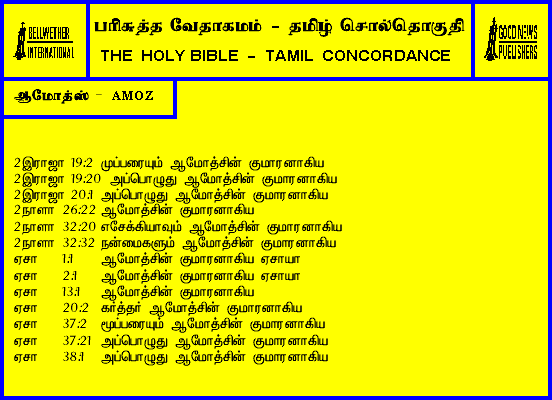 BELLWETHER
INTERNATIONAL
பரிசுத்த வேதாகமம் - தமிழ் சொல்தொகுதி
THE HOLY BIBLE - TAMIL CONCORDANCE
GOOD NEWS
PUBLISHERS
ஆமோத்ஸ் - AMOZ
2இராஜா 19:2 முப்பரையும் ஆமோத்சின் குமாரனாகிய
2இராஜா 19:20 அப்பொழுது ஆமோத்சின் குமாரனாகிய
2இராஜா 20:1 அப்பொழுது ஆமோத்சின் குமாரனாகிய
2நாளா 26:22 ஆமோத்சின் குமாரனாகிய
2நாளா 32:20 எசேக்கியாவும் ஆமோத்சின் குமாரனாகிய
2நாளா 32:32 நன்மைகளும் ஆமோத்சின் குமாரனாகிய
ஏசா 1:1 ஆமோத்சின் குமாரனாகிய ஏசாயா
ஏசா 2:1 ஆமோத்சின் குமாரனாகிய ஏசாயா
ஏசா 13:1 ஆமோத்சின் குமாரனாகிய
ஏசா 20:2 கர்த்தர் ஆமோத்சின் குமாரனாகிய
ஏசா 37:2 மூப்பரையும் ஆமோத்சின் குமாரனாகிய
ஏசா 37:21 அப்பொழுது ஆமோத்சின் குமாரனாகிய
ஏசா 38:1 அப்பொழுது ஆமோத்சின் குமாரனாகிய